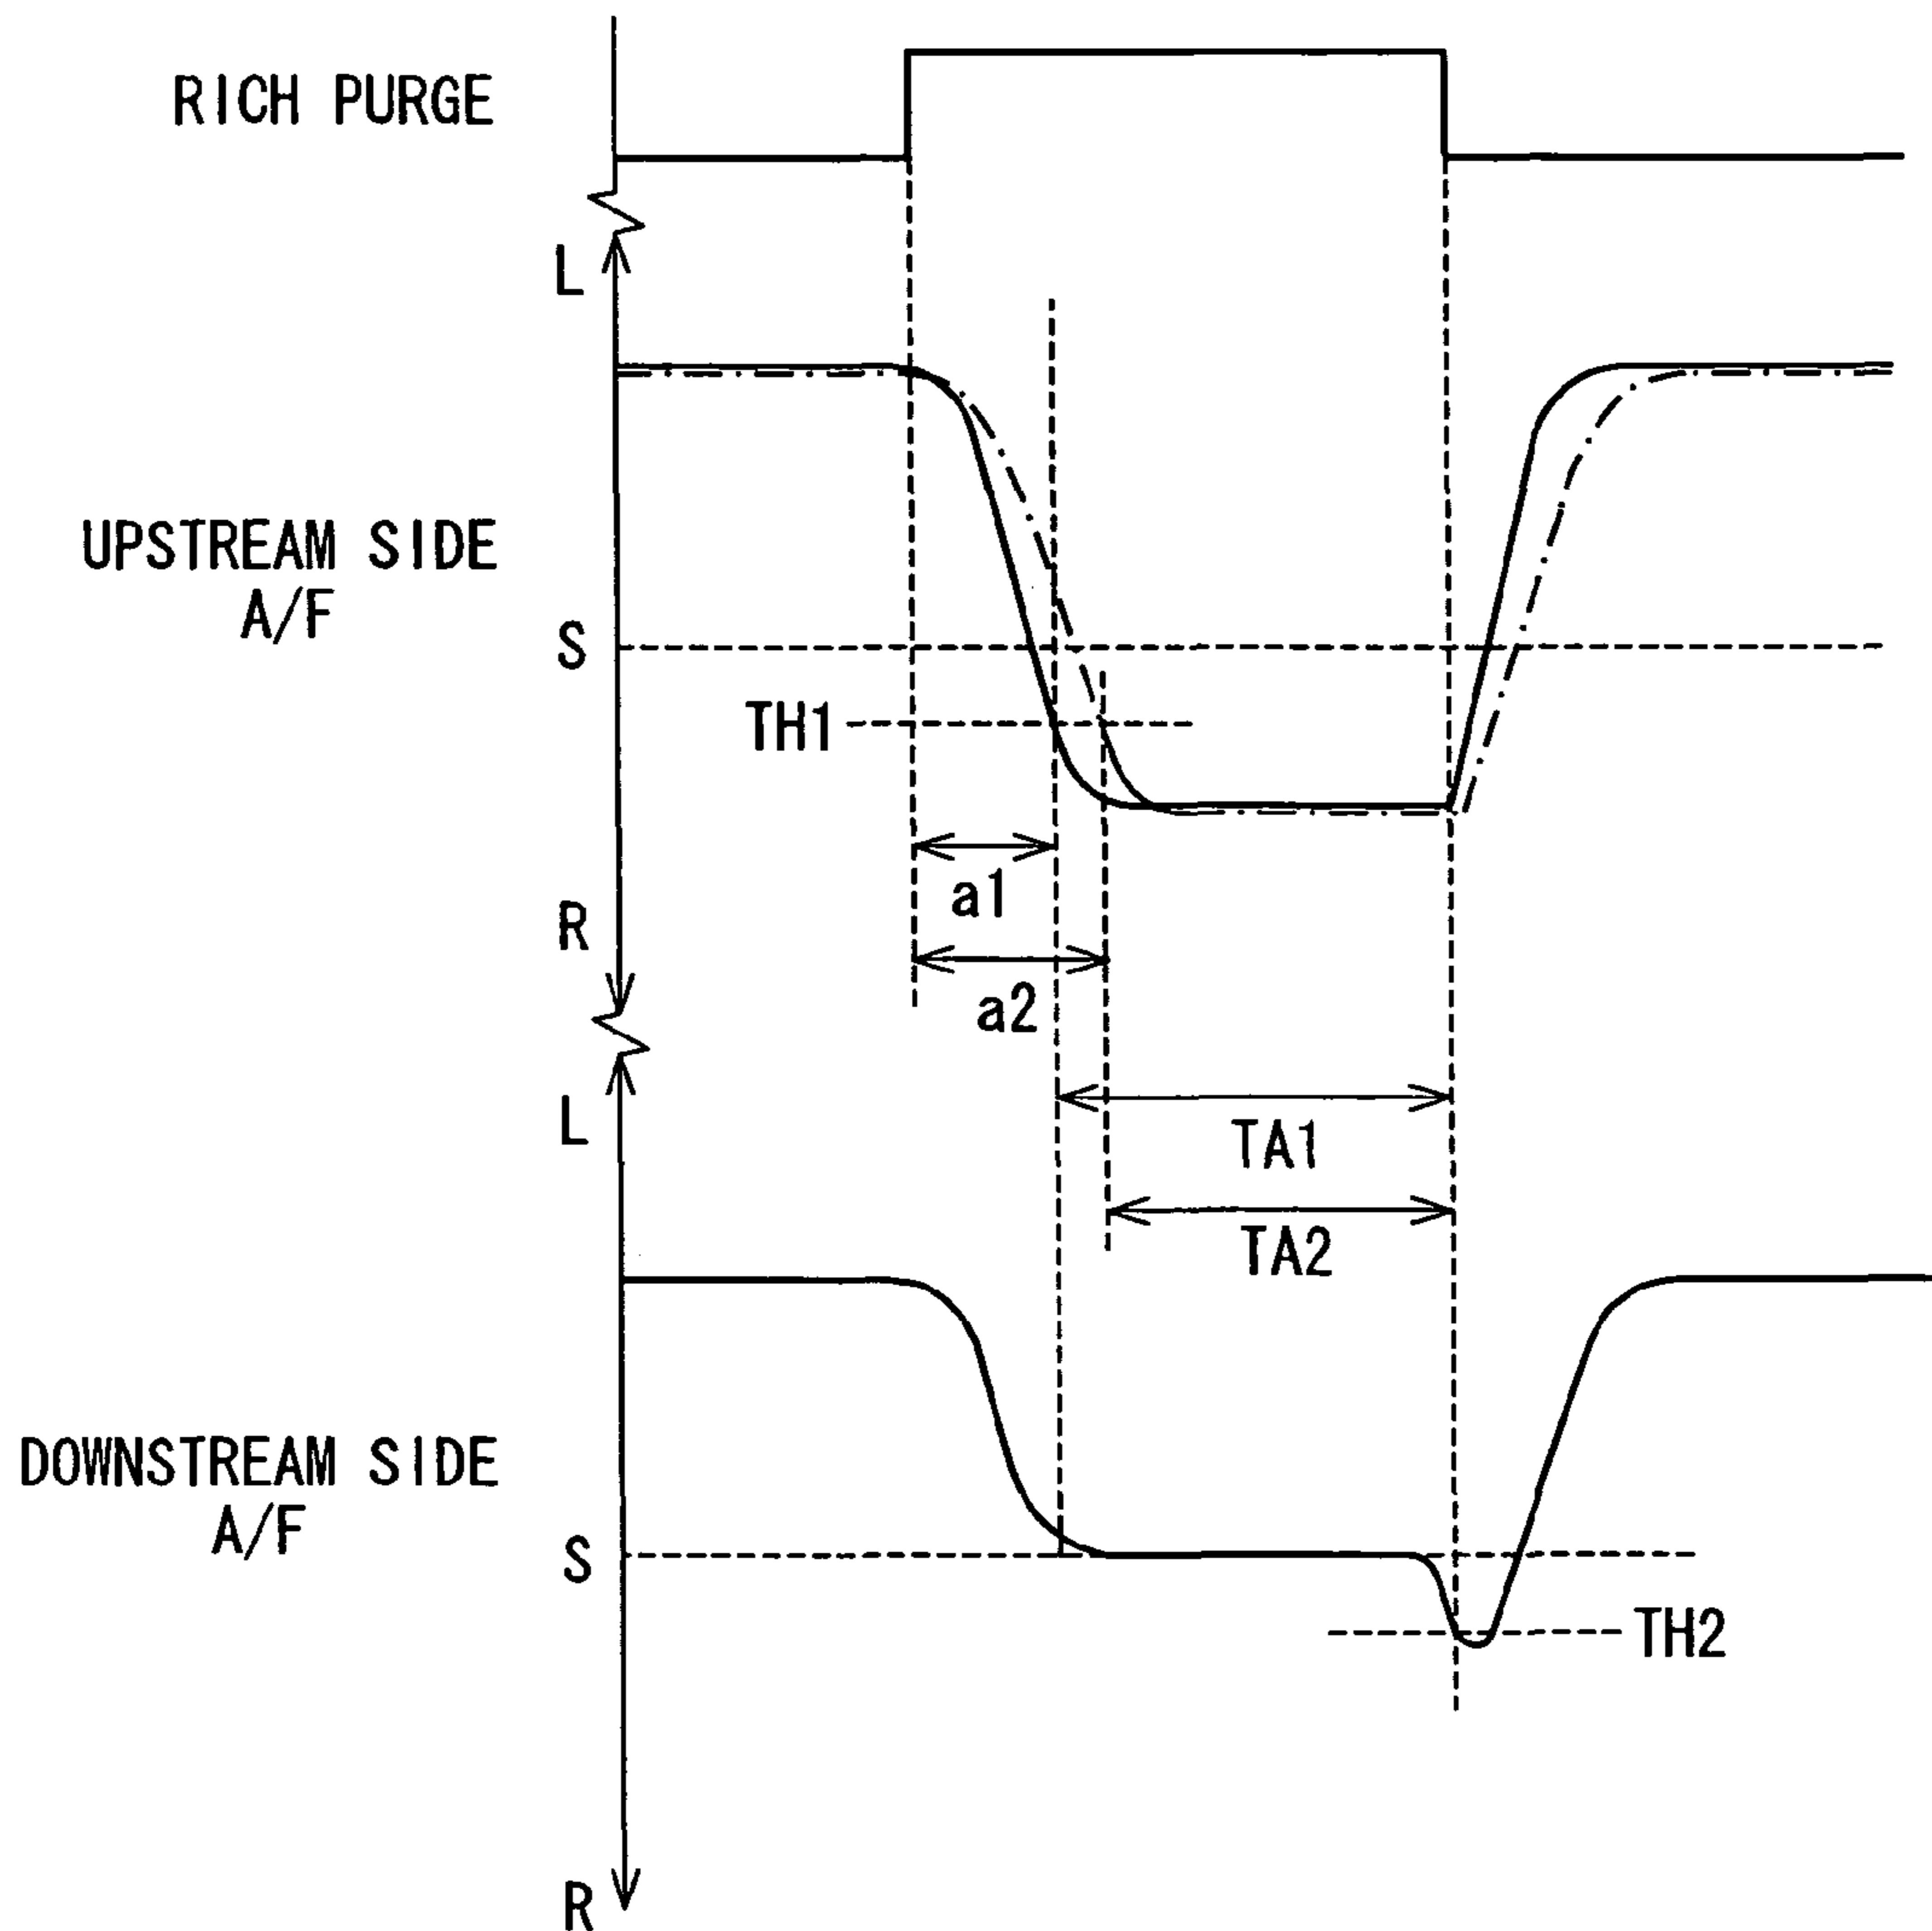 RICH PURGE
L
UPSTREAM SIDE
A/F
S
TH1
a1
R
a2
L
TA1
TA2
DOWNSTREAM SIDE
A/F
S
TH2
R